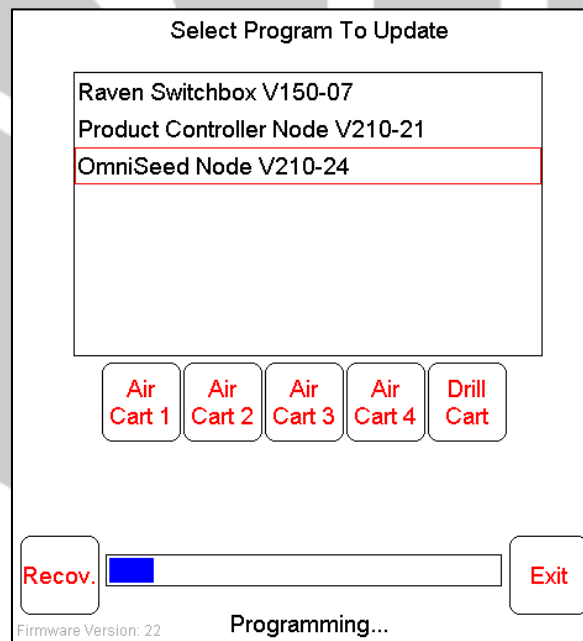 Select Program To Update
Raven Switchbox V150-07
Product Controller Node V210-21
OmniSeed Node V210-24
Air
Cart 1
Air
Cart 2
Air
Cart 3
Air
Cart 4
Drill
Cart
Recov.
Exit
Firmware Version: 22
Programming...